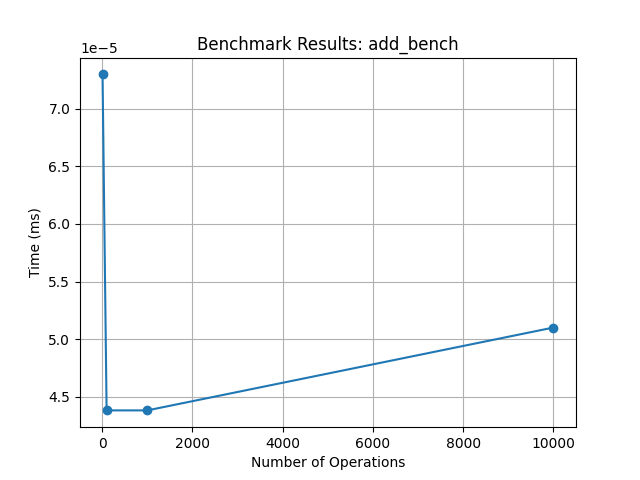 Benchmark Results: add_bench
1e−5
7.0
6.5
6.0
5.5
5.0
4.5
Time (ms)
0 2000 4000 6000 8000 10000
Number of Operations